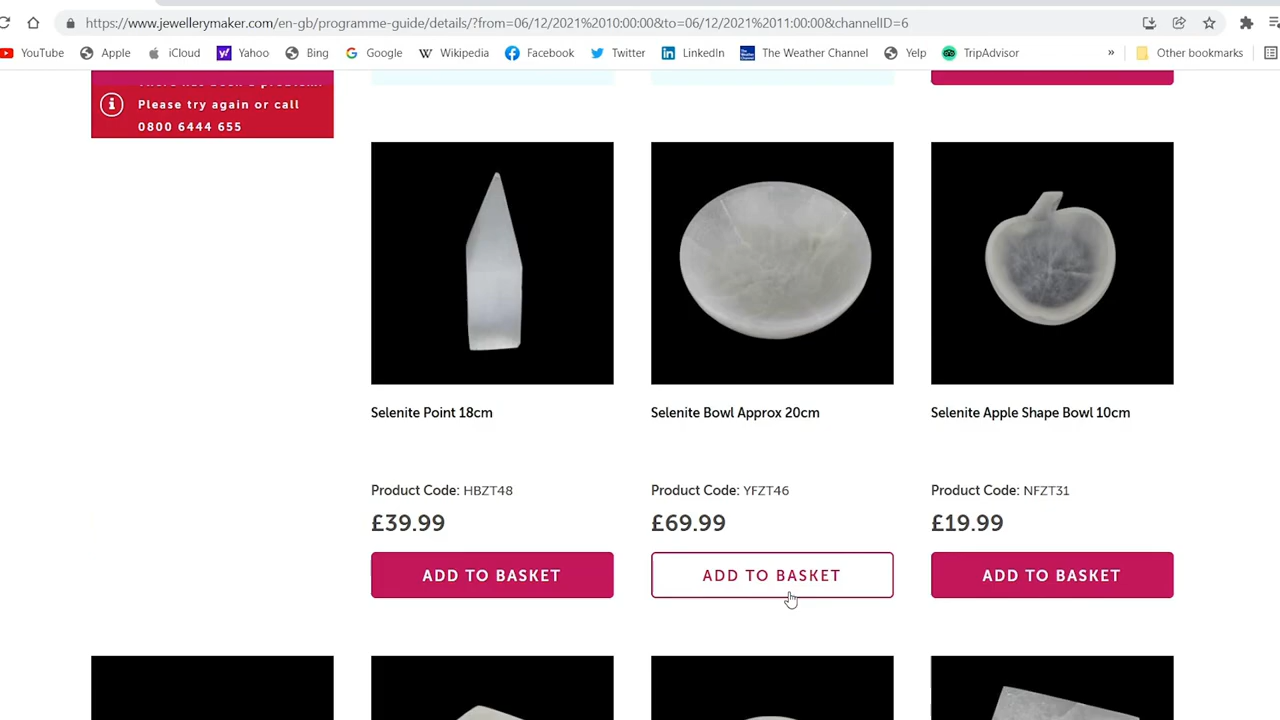 https://www.jewellerymaker.com/en-gb/programme-guide/details/?from=06/12/2021%2010:00:00&to=06/12/2021%2011:00:00&channelID=6
YouTube Apple iCloud Yahoo Bing Google Wikipedia Facebook Twitter LinkedIn The Weather Channel Yelp TripAdvisor » Other bookmarks
There has been a problem.
Please try again or call
0800 6444 655
Selenite Point 18cm
Product Code: HBZT48
£39.99
ADD TO BASKET
Selenite Bowl Approx 20cm
Product Code: YFZT46
£69.99
ADD TO BASKET
Selenite Apple Shape Bowl 10cm
Product Code: NFZT31
£19.99
ADD TO BASKET